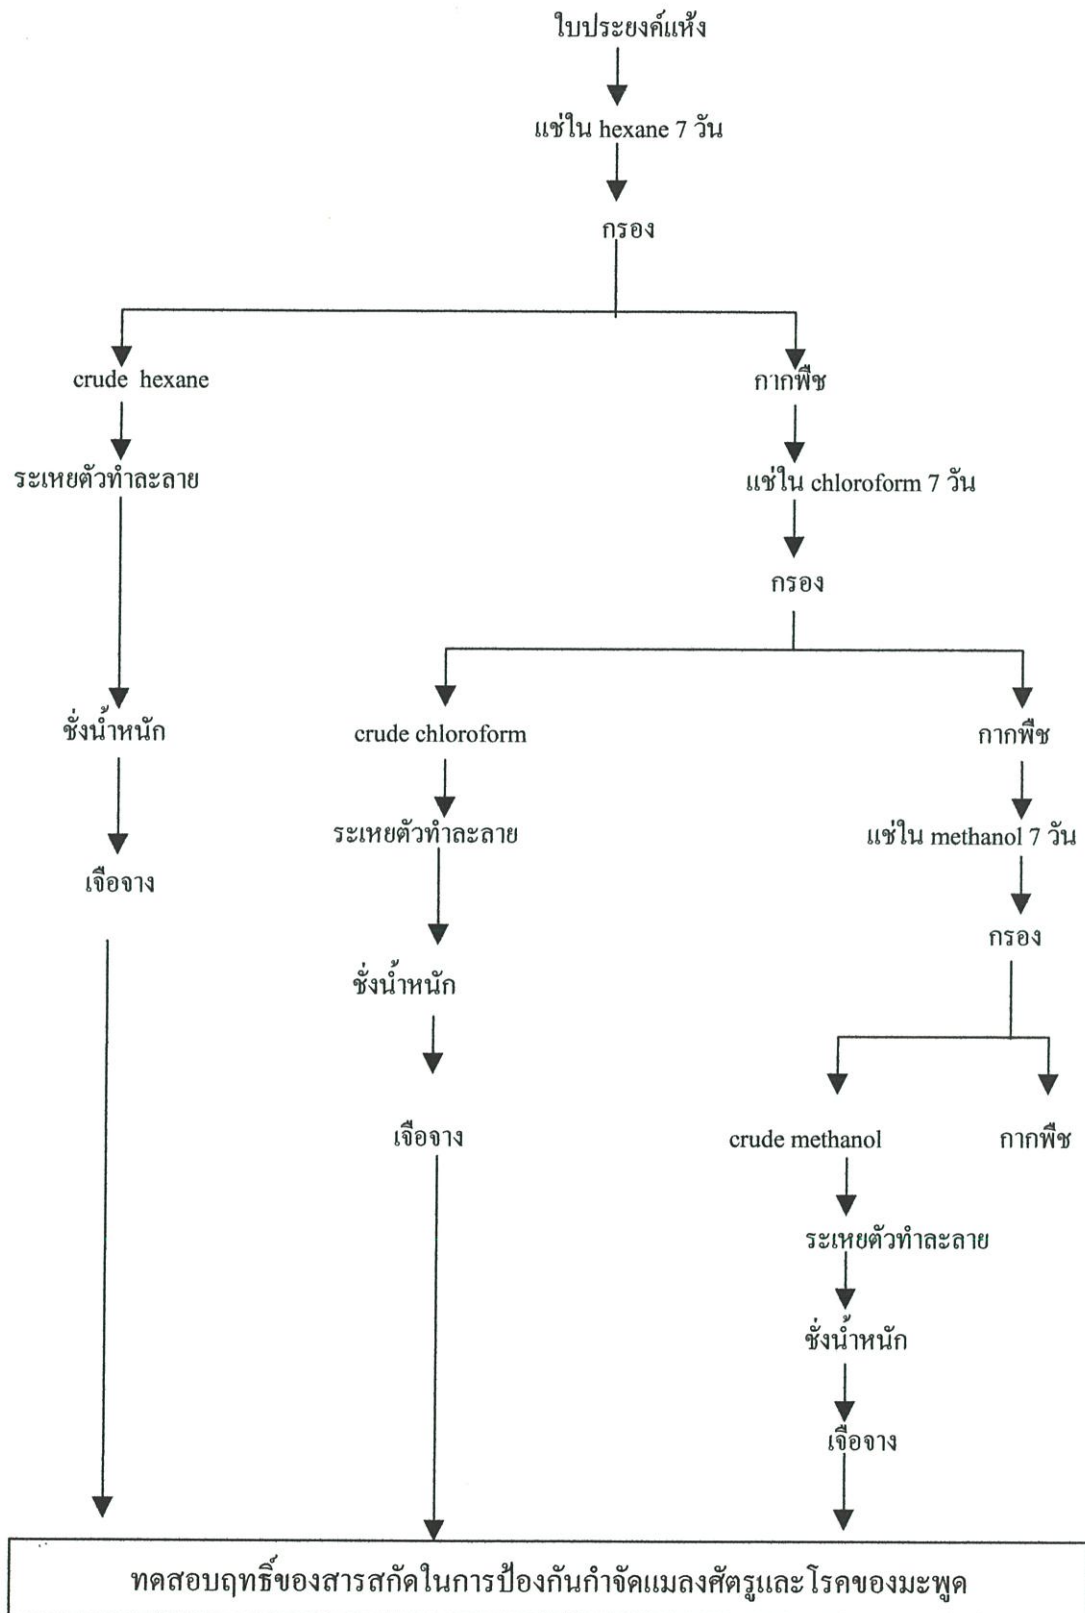 ใบประยงค์แห้ง
แช่ใน hexane 7 วัน
กรอง
crude hexane
กากพืช
ระเหยตัวทำละลาย
แช่ใน chloroform 7 วัน
กรอง
ชั่งน้ำหนัก
crude chloroform
กากพืช
ระเหยตัวทำละลาย
แช่ใน methanol 7 วัน
เจือจาง
กรอง
ชั่งน้ำหนัก
เจือจาง
crude methanol
กากพืช
ระเหยตัวทำละลาย
ชั่งน้ำหนัก
เจือจาง
ทดสอบฤทธิ์ของสารสกัดในการป้องกันกำจัดแมลงศัตรูและโรคของมะพูด